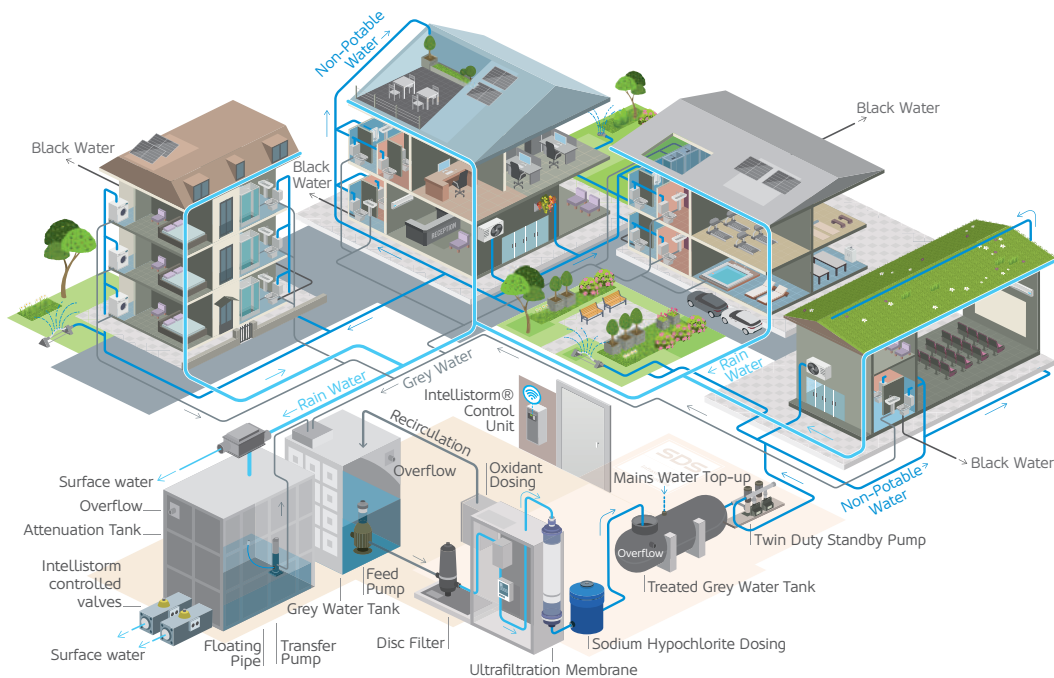 Non-Potable
Water
Black Water
Black Water
Black
Water
RECEPTION
Rain Water
Grey Water
Rain
Water
Intellistorm®
Control
Unit
Recirculation
Overflow
Oxidant
Dosing
Mains Water Top-up
Non-Potable
Water
Black Water
Surface water
Overflow
Attenuation Tank
Intellistorm
controlled
valves
Surface water
Floating
Pipe
Transfer
Pump
Grey Water Tank
Feed
Pump
Disc Filter
Ultrafiltration Membrane
Sodium Hypochlorite Dosing
Overflow
Treated Grey Water Tank
Twin Duty Standby Pump